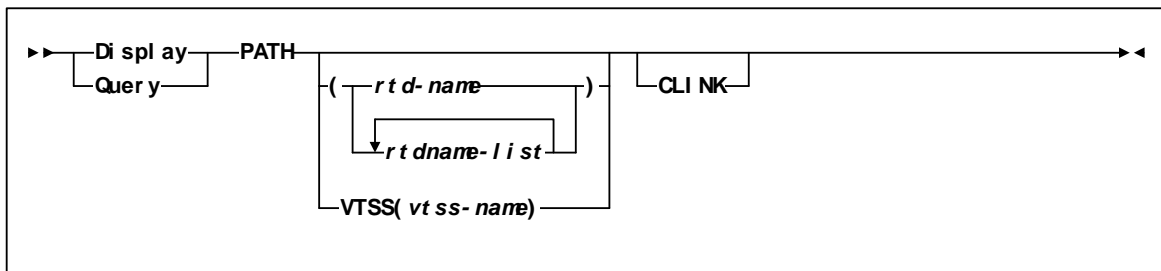 Display PATH
Query
( rtd-name ) CLINK
rtdname-list
VTSS(vtss-name)